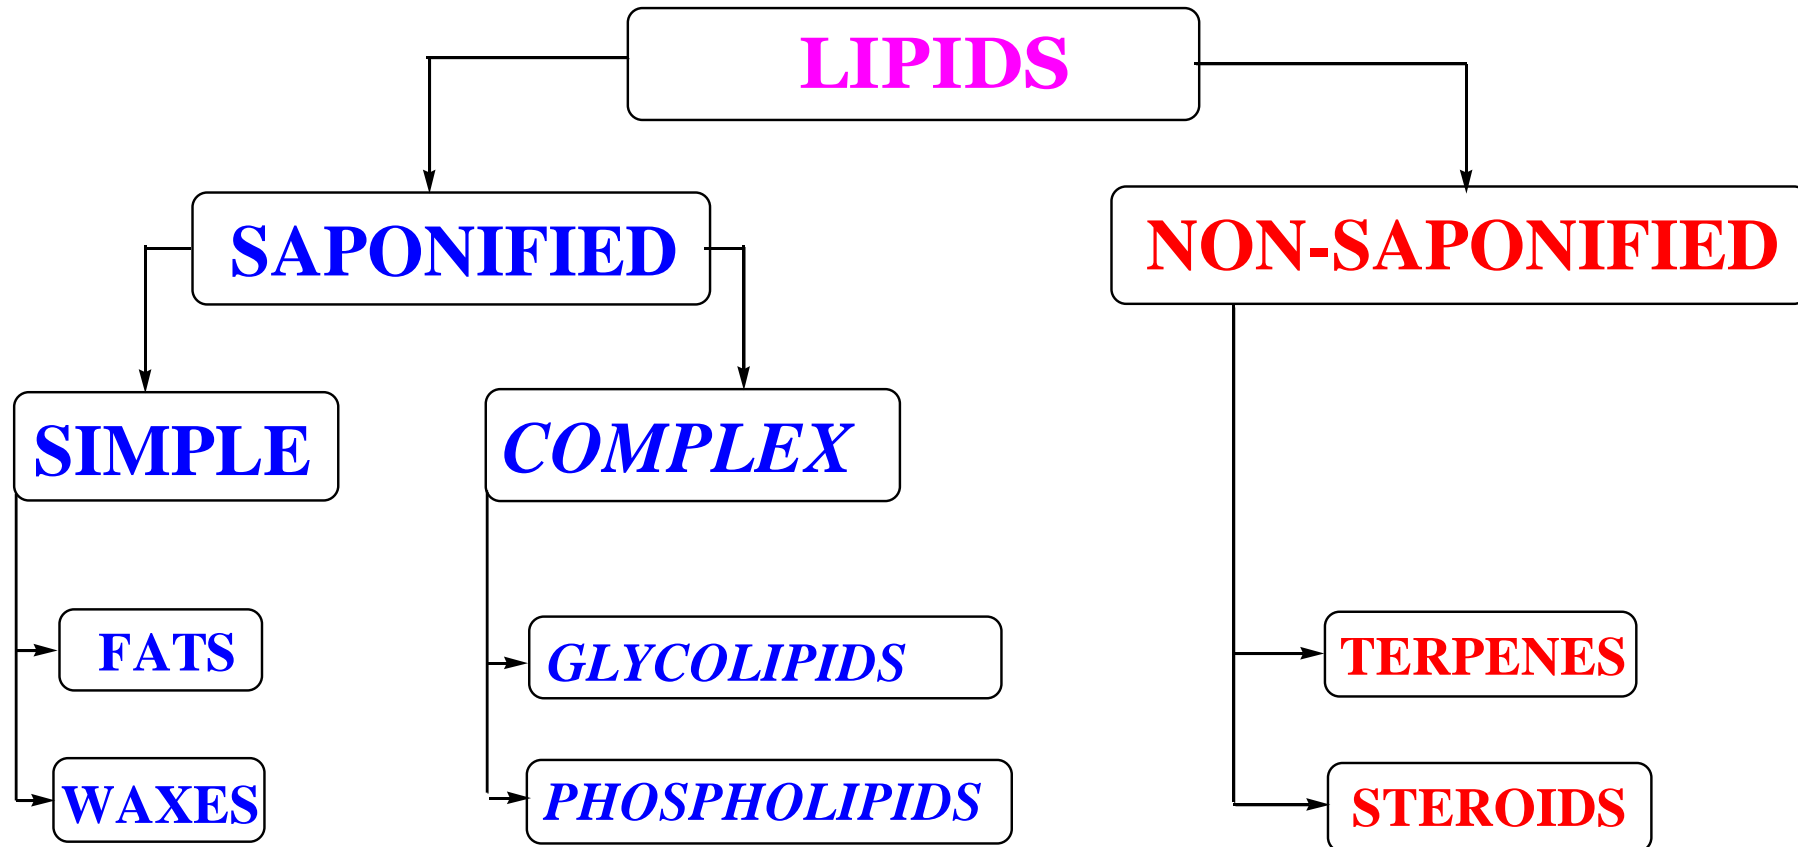 LIPIDS
SAPONIFIED
NON-SAPONIFIED
SIMPLE
COMPLEX
FATS
GLYCOLIPIDS
TERPENES
WAXES
PHOSPHOLIPIDS
STEROIDS